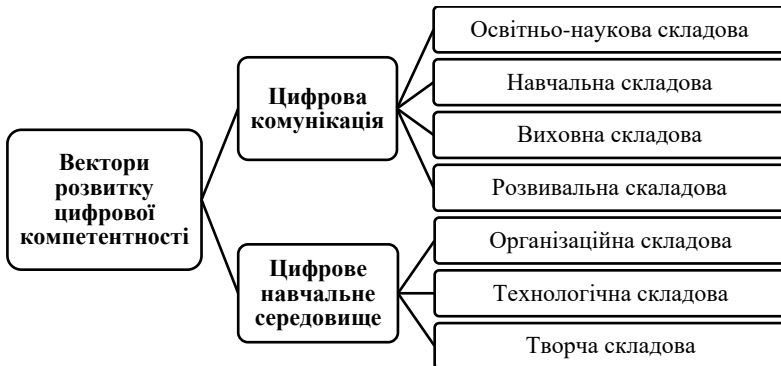 Вектори
розвитку
цифрової
компетентності
Цифрова
комунікація
Освітньо-наукова складова
Навчальна складова
Виховна складова
Розвивальна скаладова
Цифрове
навчальне
середовище
Організаційна складова
Технологічна складова
Творча складова